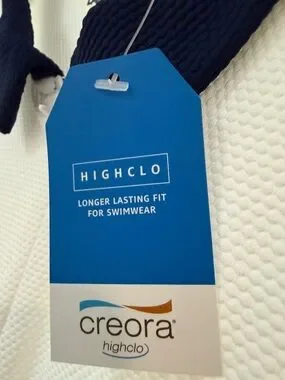 HIGHCLO
LONGER LASTING FIT
FOR SWIMWEAR
creora®
highclo